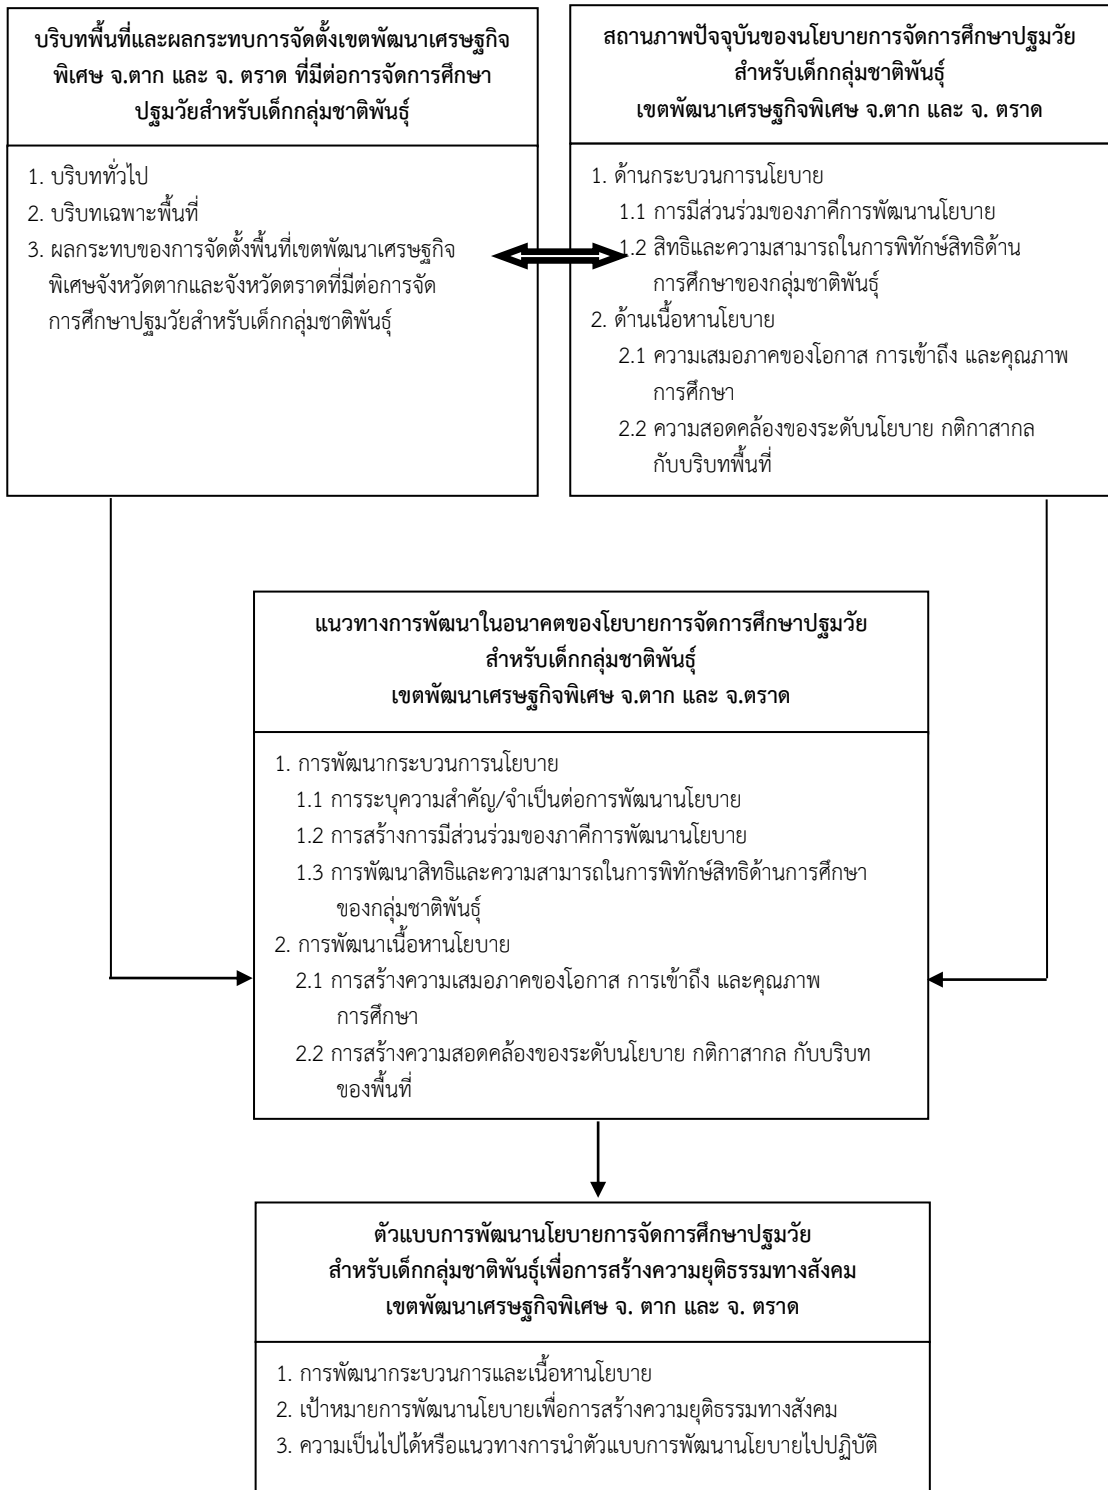 บริบทพื้นที่และผลกระทบการจัดตั้งเขตพัฒนาเศรษฐกิจ
พิเศษ จ.ตาก และ จ. ตราด ที่มีต่อการจัดการศึกษา
ปฐมวัยสำหรับเด็กกลุ่มชาติพันธุ์
1. บริบททั่วไป
2. บริบทเฉพาะพื้นที่
3. ผลกระทบของการจัดตั้งพื้นที่เขตพัฒนาเศรษฐกิจ
พิเศษจังหวัดตากและจังหวัดตราดที่มีต่อการจัด
การศึกษาปฐมวัยสำหรับเด็กกลุ่มชาติพันธุ์
สถานภาพปัจจุบันของนโยบายการจัดการศึกษาปฐมวัย
สำหรับเด็กกลุ่มชาติพันธุ์
เขตพัฒนาเศรษฐกิจพิเศษ จ.ตาก และ จ. ตราด
1. ด้านกระบวนการนโยบาย
1.1 การมีส่วนร่วมของภาคีการพัฒนานโยบาย
1.2 สิทธิและความสามารถในการพิทักษ์สิทธิด้าน
การศึกษาของกลุ่มชาติพันธุ์
2. ด้านเนื้อหานโยบาย
2.1 ความเสมอภาคของโอกาส การเข้าถึง และคุณภาพ
การศึกษา
2.2 ความสอดคล้องของระดับนโยบาย กติกาสากล
กับบริบทพื้นที่
แนวทางการพัฒนาในอนาคตของโยบายการจัดการศึกษาปฐมวัย
สำหรับเด็กกลุ่มชาติพันธุ์
เขตพัฒนาเศรษฐกิจพิเศษ จ.ตาก และ จ.ตราด
1. การพัฒนากระบวนการนโยบาย
1.1 การระบุความสำคัญ/จำเป็นต่อการพัฒนานโยบาย
1.2 การสร้างการมีส่วนร่วมของภาคีการพัฒนานโยบาย
1.3 การพัฒนาสิทธิและความสามารถในการพิทักษ์สิทธิด้านการศึกษา
ของกลุ่มชาติพันธุ์
2. การพัฒนาเนื้อหานโยบาย
2.1 การสร้างความเสมอภาคของโอกาส การเข้าถึง และคุณภาพ
การศึกษา
2.2 การสร้างความสอดคล้องของระดับนโยบาย กติกาสากล กับบริบท
ของพื้นที่
ตัวแบบการพัฒนานโยบายการจัดการศึกษาปฐมวัย
สำหรับเด็กกลุ่มชาติพันธุ์เพื่อการสร้างความยุติธรรมทางสังคม
เขตพัฒนาเศรษฐกิจพิเศษ จ. ตาก และ จ. ตราด
1. การพัฒนากระบวนการและเนื้อหานโยบาย
2. เป้าหมายการพัฒนานโยบายเพื่อการสร้างความยุติธรรมทางสังคม
3. ความเป็นไปได้หรือแนวทางการนำตัวแบบการพัฒนานโยบายไปปฏิบัติ